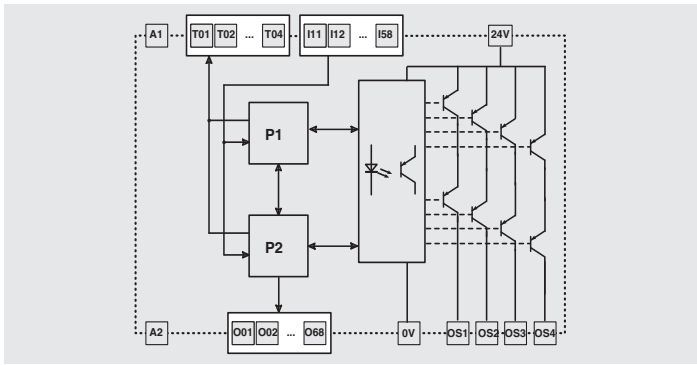 A1 T01 T02 ... T04 I11 I12 ... I58 24V
P1
P2
A2 O01 O02 ... O68 0V OS1 OS2 OS3 OS4